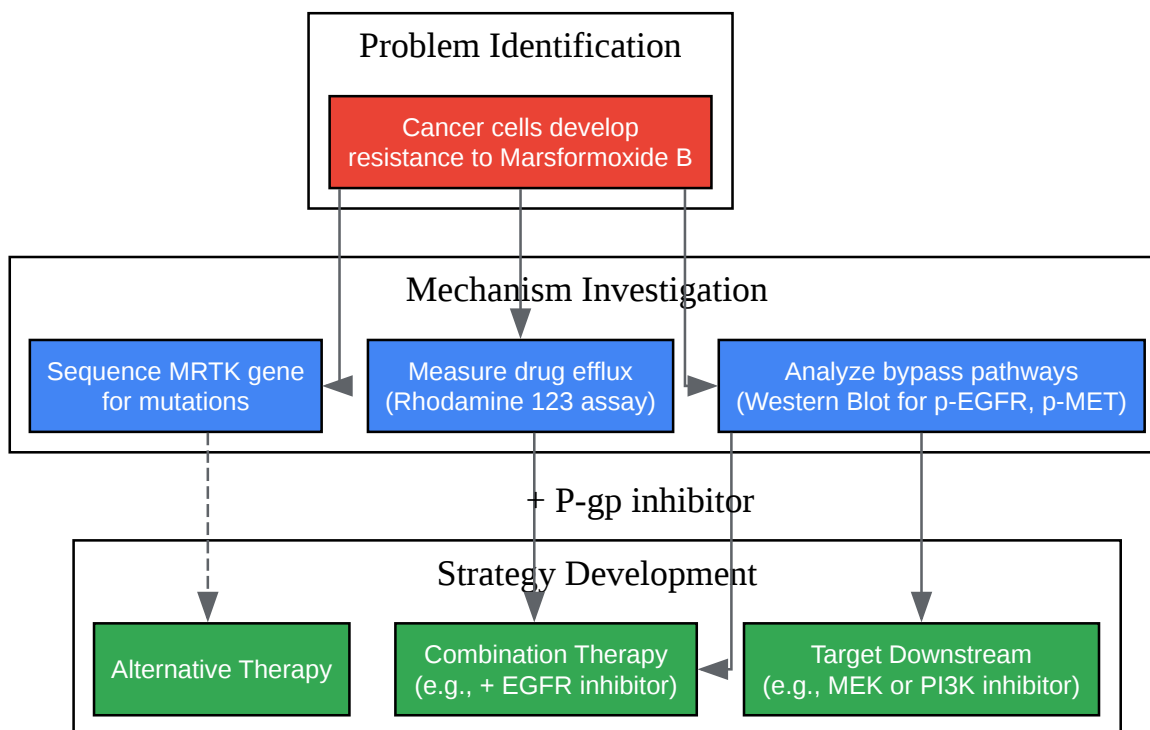 Problem Identification
Cancer cells develop
resistance to Marsformoxide B
Mechanism Investigation
Sequence MRTK gene
for mutations
Measure drug efflux
(Rhodamine 123 assay)
Analyze bypass pathways
(Western Blot for p-EGFR, p-MET)
+ P-gp inhibitor
Strategy Development
Alternative Therapy
Combination Therapy
(e.g., + EGFR inhibitor)
Target Downstream
(e.g., MEK or PI3K inhibitor)